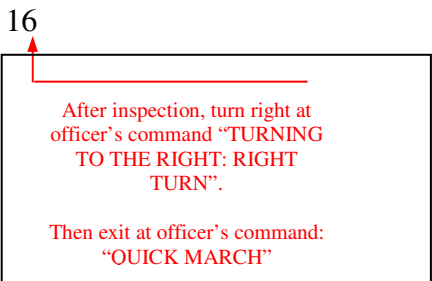 16
After inspection, turn right at
officer’s command “TURNING
TO THE RIGHT: RIGHT
TURN”.
Then exit at officer’s command:
“QUICK MARCH”